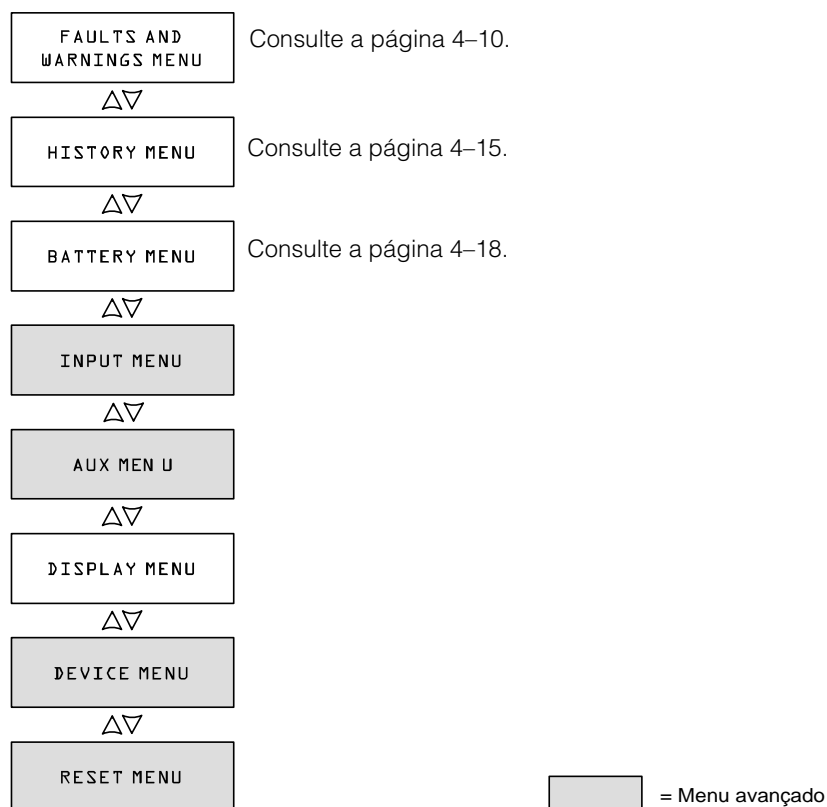 FAULTS AND
WARNINGS MENU
Consulte a página 4–10.
HISTORY MENU
Consulte a página 4–15.
BATTERY MENU
Consulte a página 4–18.
INPUT MENU
AUX MEN U
DISPLAY MENU
DEVICE MENU
RESET MENU
= Menu avançado